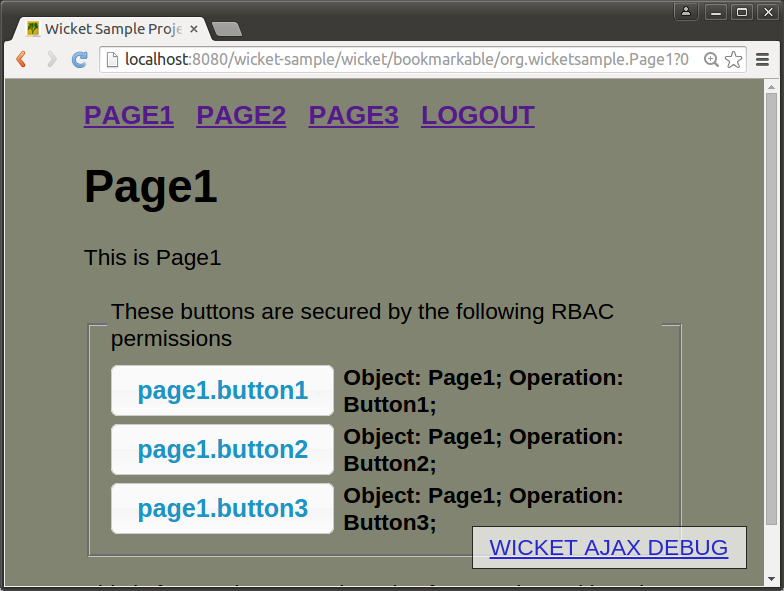 Wicket Sample Proje
localhost:8080/wicket-sample/wicket/bookmarkable/org.wicketsample.Page1?0
PAGE1 PAGE2 PAGE3 LOGOUT
Page1
This is Page1
These buttons are secured by the following RBAC
permissions
page1.button1 Object: Page1; Operation:
Button1;
page1.button2 Object: Page1; Operation:
Button2;
page1.button3 Object: Page1; Operation:
Button3;
WICKET AJAX DEBUG